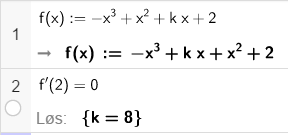 1 f(x) := −x³ + x² + k x + 2
→ f(x) := −x³ + k x + x² + 2
2 f′(2) = 0
Løs: {k = 8}